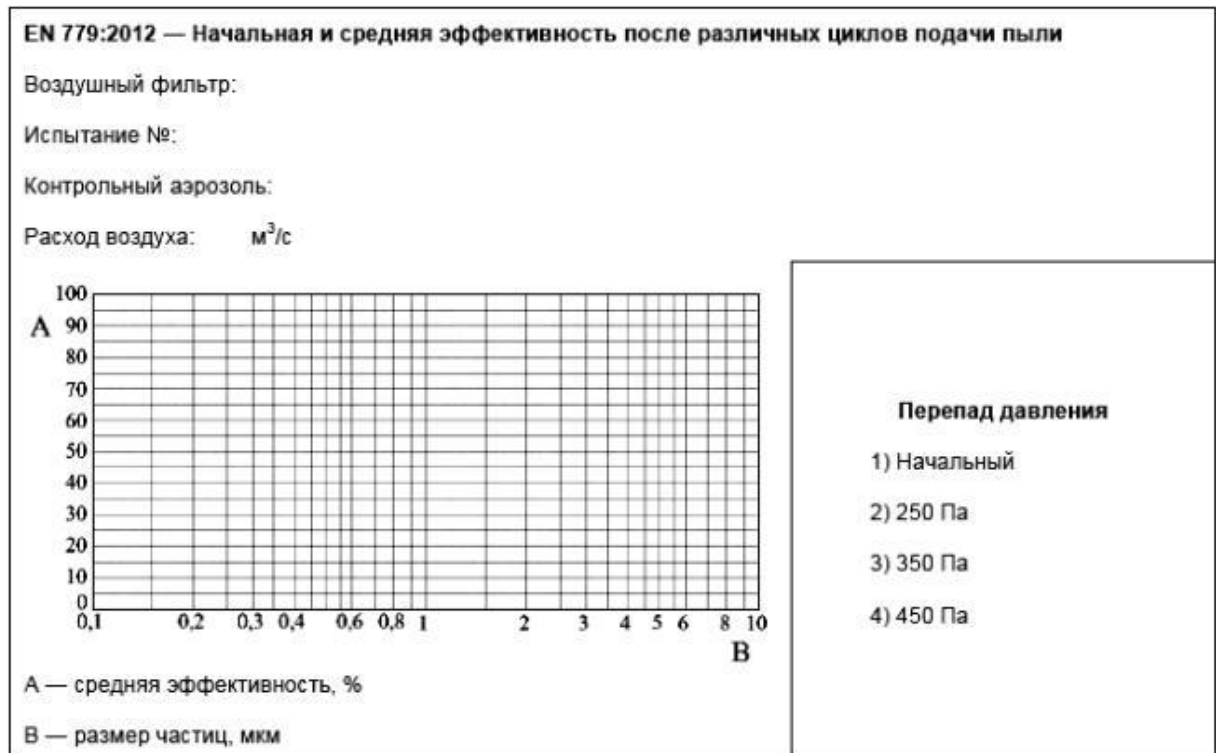 EN 779:2012 — Начальная и средняя эффективность после различных циклов подачи пыли
Воздушный фильтр:
Испытание №:
Контрольный аэрозоль:
Расход воздуха: м³/с
100
A 90
80
70
60
50
40
30
20
10
0
0,1 0,2 0,3 0,4 0,6 0,8 1 2 3 4 5 6 8 10
B
A — средняя эффективность, %
B — размер частиц, мкм
Перепад давления
1) Начальный
2) 250 Па
3) 350 Па
4) 450 Па